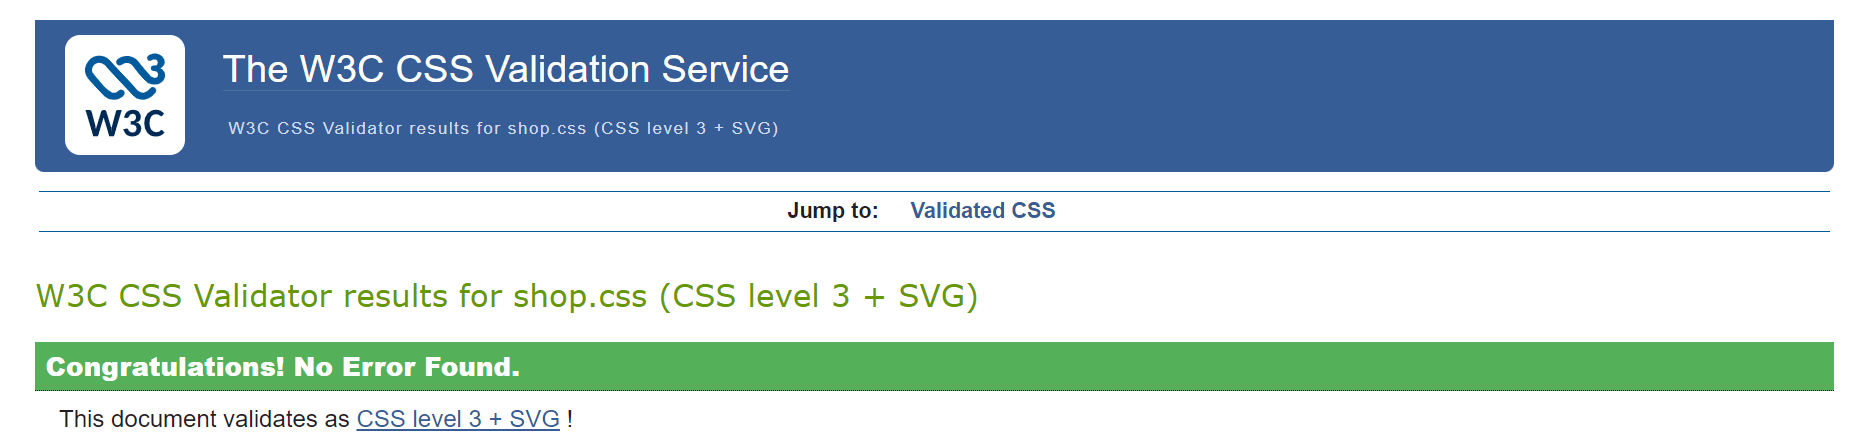 W3C
The W3C CSS Validation Service
W3C CSS Validator results for shop.css (CSS level 3 + SVG)
Jump to: Validated CSS
W3C CSS Validator results for shop.css (CSS level 3 + SVG)
Congratulations! No Error Found.
This document validates as CSS level 3 + SVG !